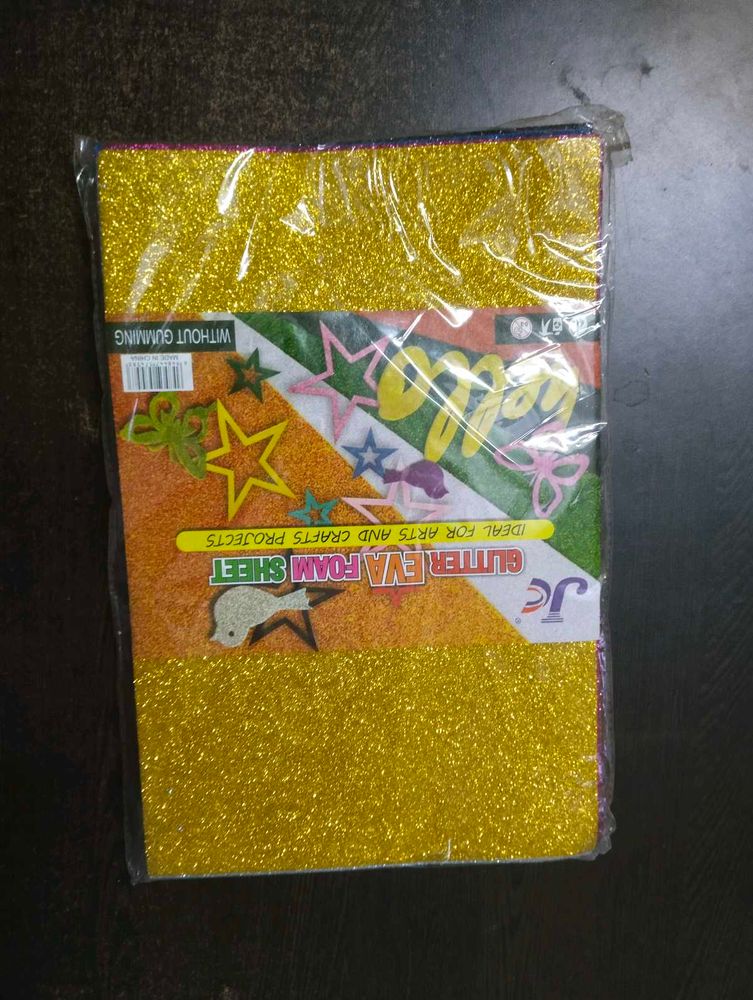 JC
®
GLITTER EVA FOAM SHEET
IDEAL FOR ARTS AND CRAFTS PROJECTS
hello
MADE IN CHINA
WITHOUT GUMMING